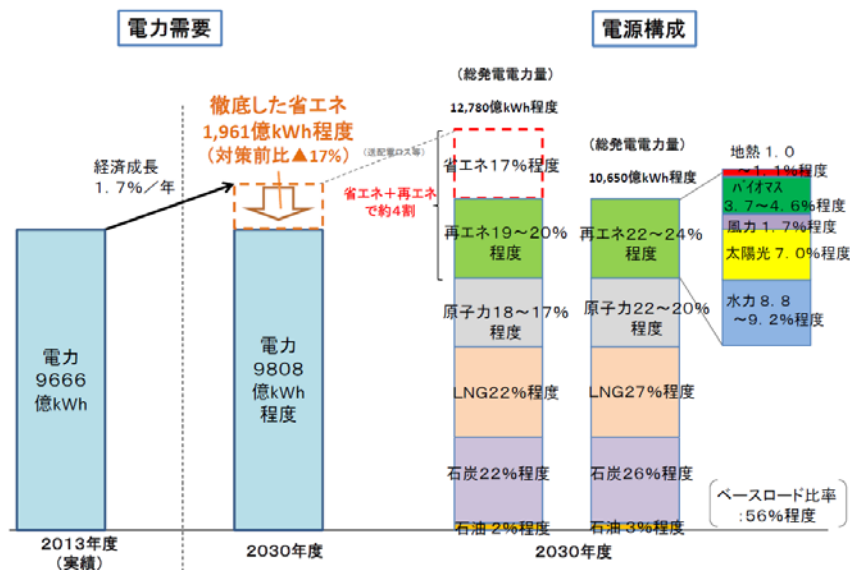 電力需要
電源構成
徹底した省エネ
1,961億kWh程度
(対策前比▲17%)
経済成長
1.7%/年
(送配電ロス等)
省エネ+再エネ
で約4割
(総発電電力量)
12,780億kWh程度
(総発電電力量)
10,650億kWh程度
電力
9666
億kWh
電力
9808
億kWh
程度
省エネ17%程度
再エネ19~20%
程度
原子力18~17%
程度
LNG22%程度
石炭22%程度
石油 2%程度
再エネ22~24%
程度
原子力22~20%
程度
LNG27%程度
石炭26%程度
石油 3%程度
地熱 1.0
~1.1%程度
バイオマス
3.7~4.6%程度
風力 1.7%程度
太陽光 7.0%程度
水力 8.8
~9.2%程度
ベースロード比率
:56%程度
2013年度
(実績)
2030年度
2030年度